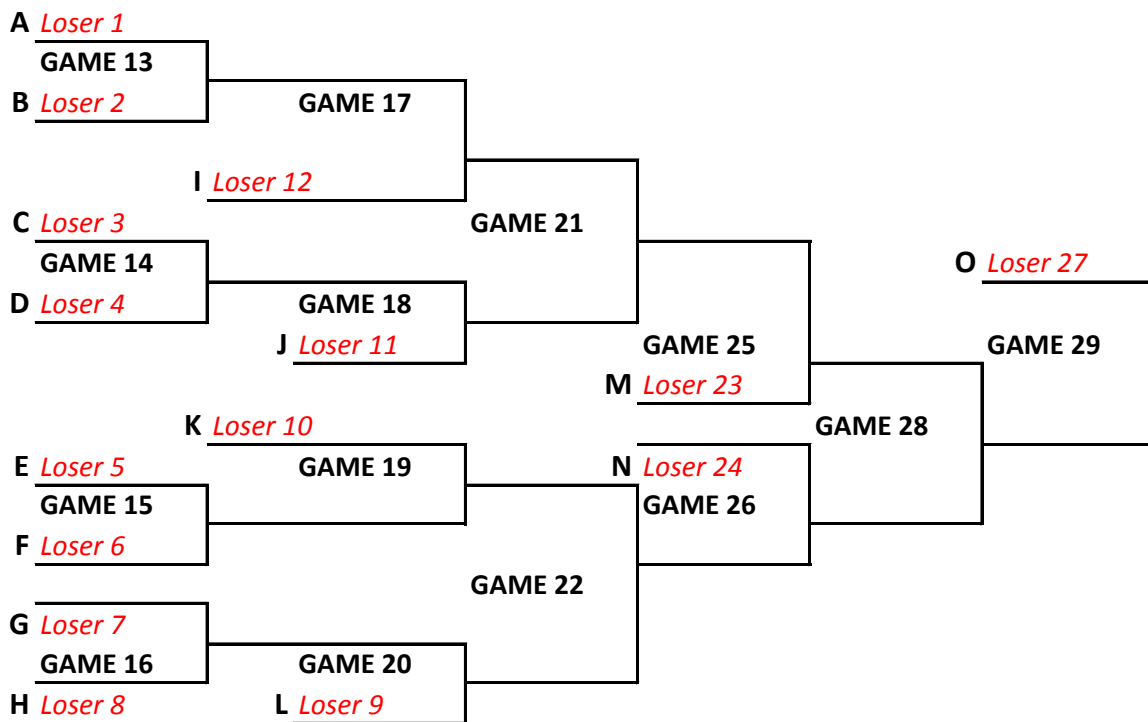 A Loser 1
GAME 13
B Loser 2
GAME 17
I Loser 12
C Loser 3
GAME 21
GAME 14
O Loser 27
D Loser 4
GAME 18
J Loser 11
GAME 25
GAME 29
M Loser 23
K Loser 10
GAME 28
E Loser 5
GAME 19
N Loser 24
GAME 15
GAME 26
F Loser 6
GAME 22
G Loser 7
GAME 16
GAME 20
H Loser 8
L Loser 9